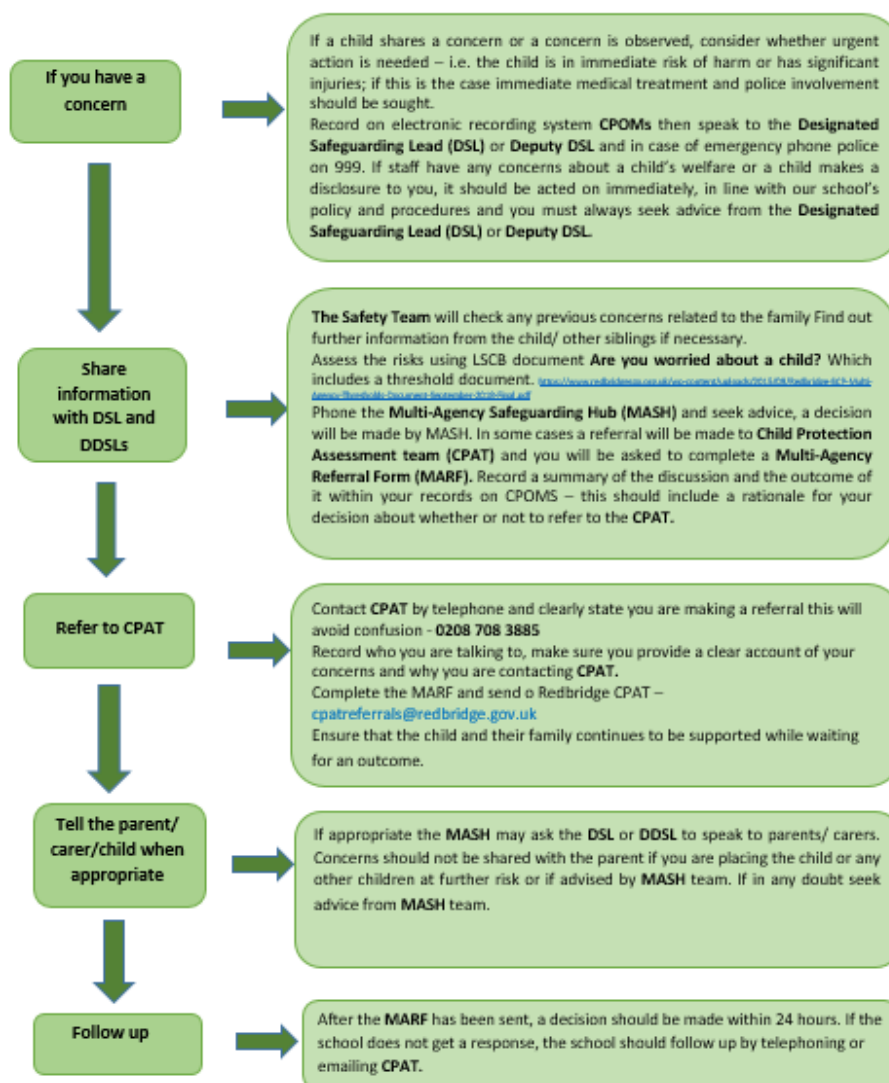 If you have a
concern
If a child shares a concern or a concern is observed, consider whether urgent
action is needed – i.e. the child is in immediate risk of harm or has significant
injuries; if this is the case immediate medical treatment and police involvement
should be sought.
Record on electronic recording system CPOMs then speak to the Designated
Safeguarding Lead (DSL) or Deputy DSL and in case of emergency phone police
on 999. If staff have any concerns about a child's welfare or a child makes a
disclosure to you, it should be acted on immediately, in line with our school's
policy and procedures and you must always seek advice from the Designated
Safeguarding Lead (DSL) or Deputy DSL.
Share
information
with DSL and
DDSLs
The Safety Team will check any previous concerns related to the family Find out
further information from the child/ other siblings if necessary.
Assess the risks using LSCB document Are you worried about a child? Which
includes a threshold document.
Phone the Multi-Agency Safeguarding Hub (MASH) and seek advice, a decision
will be made by MASH. In some cases a referral will be made to Child Protection
Assessment team (CPAT) and you will be asked to complete a Multi-Agency
Referral Form (MARF). Record a summary of the discussion and the outcome of
it within your records on CPOMS – this should include a rationale for your
decision about whether or not to refer to the CPAT.
Refer to CPAT
Contact CPAT by telephone and clearly state you are making a referral this will
avoid confusion - 0208 708 3885
Record who you are talking to, make sure you provide a clear account of your
concerns and why you are contacting CPAT.
Complete the MARF and send o Redbridge CPAT –
cpatreferrals@redbridge.gov.uk
Ensure that the child and their family continues to be supported while waiting
for an outcome.
Tell the parent/
carer/child when
appropriate
If appropriate the MASH may ask the DSL or DDSL to speak to parents/ carers.
Concerns should not be shared with the parent if you are placing the child or any
other children at further risk or if advised by MASH team. If in any doubt seek
advice from MASH team.
Follow up
After the MARF has been sent, a decision should be made within 24 hours. If the
school does not get a response, the school should follow up by telephoning or
emailing CPAT.